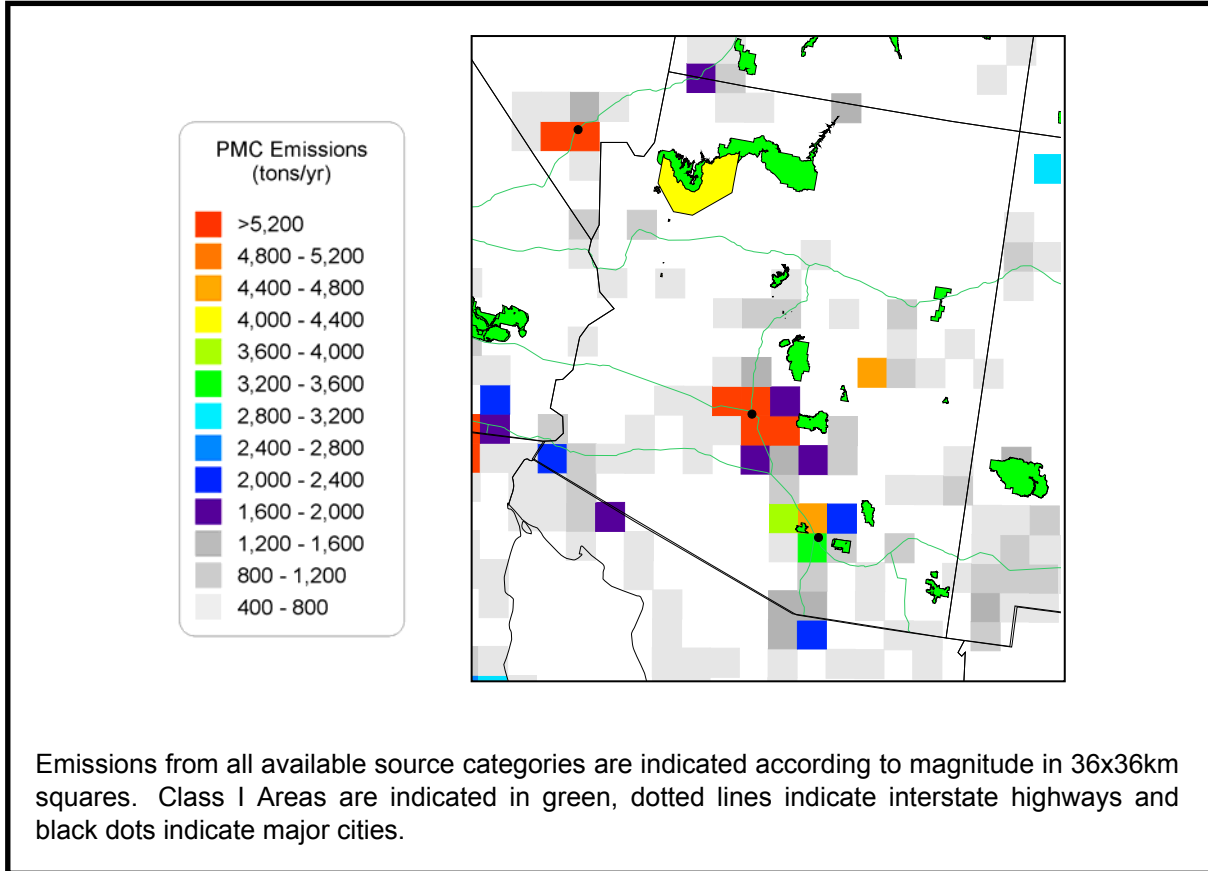 PMC Emissions
(tons/yr)
>5,200
4,800 - 5,200
4,400 - 4,800
4,000 - 4,400
3,600 - 4,000
3,200 - 3,600
2,800 - 3,200
2,400 - 2,800
2,000 - 2,400
1,600 - 2,000
1,200 - 1,600
800 - 1,200
400 - 800
Emissions from all available source categories are indicated according to magnitude in 36x36km
squares. Class I Areas are indicated in green, dotted lines indicate interstate highways and
black dots indicate major cities.